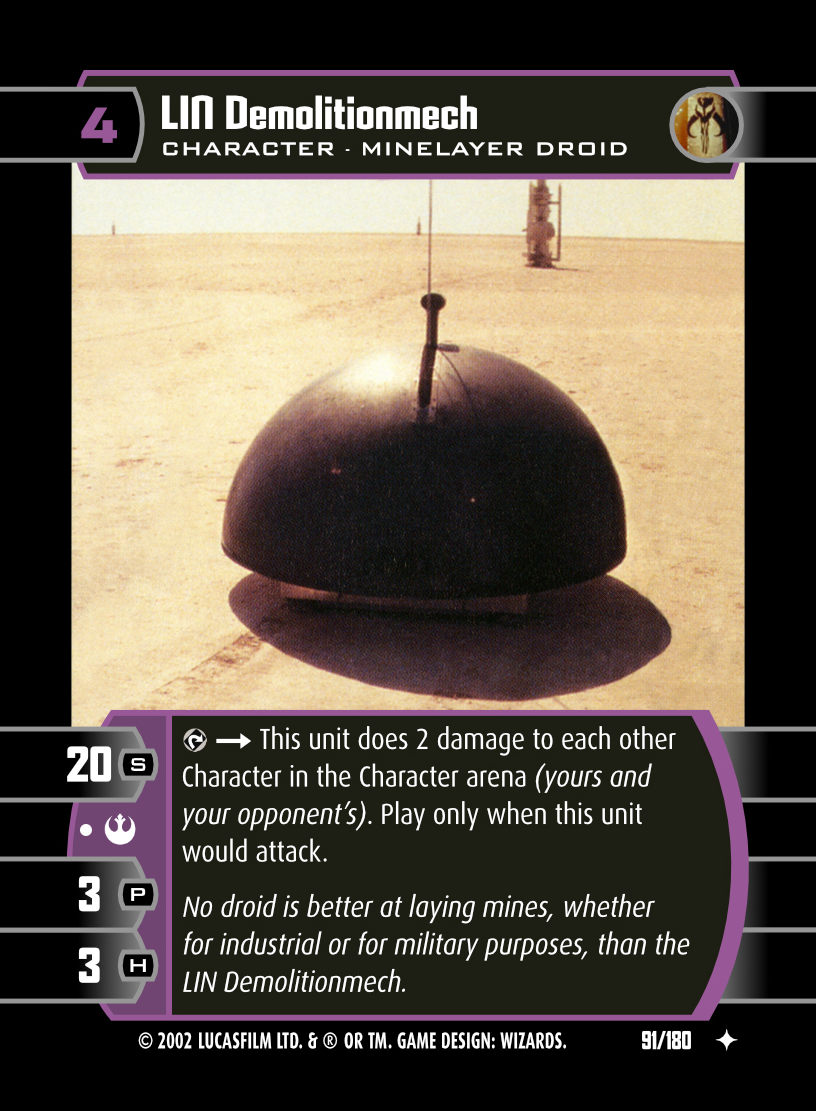 4
LIN Demolitionmech
CHARACTER · MINELAYER DROID
20 S
3 P
3 H
This unit does 2 damage to each other
Character in the Character arena (yours and
your opponent's). Play only when this unit
would attack.
No droid is better at laying mines, whether
for industrial or for military purposes, than the
LIN Demolitionmech.
© 2002 LUCASFILM LTD. & ® OR TM. GAME DESIGN: WIZARDS.
91/180